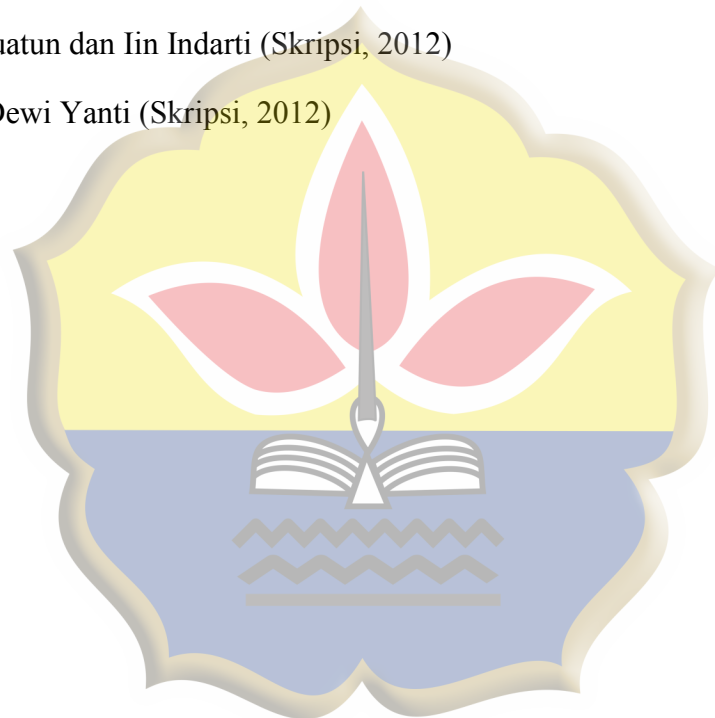 uatun dan Iin Indarti (Skripsi, 2012)
Dewi Yanti (Skripsi, 2012)